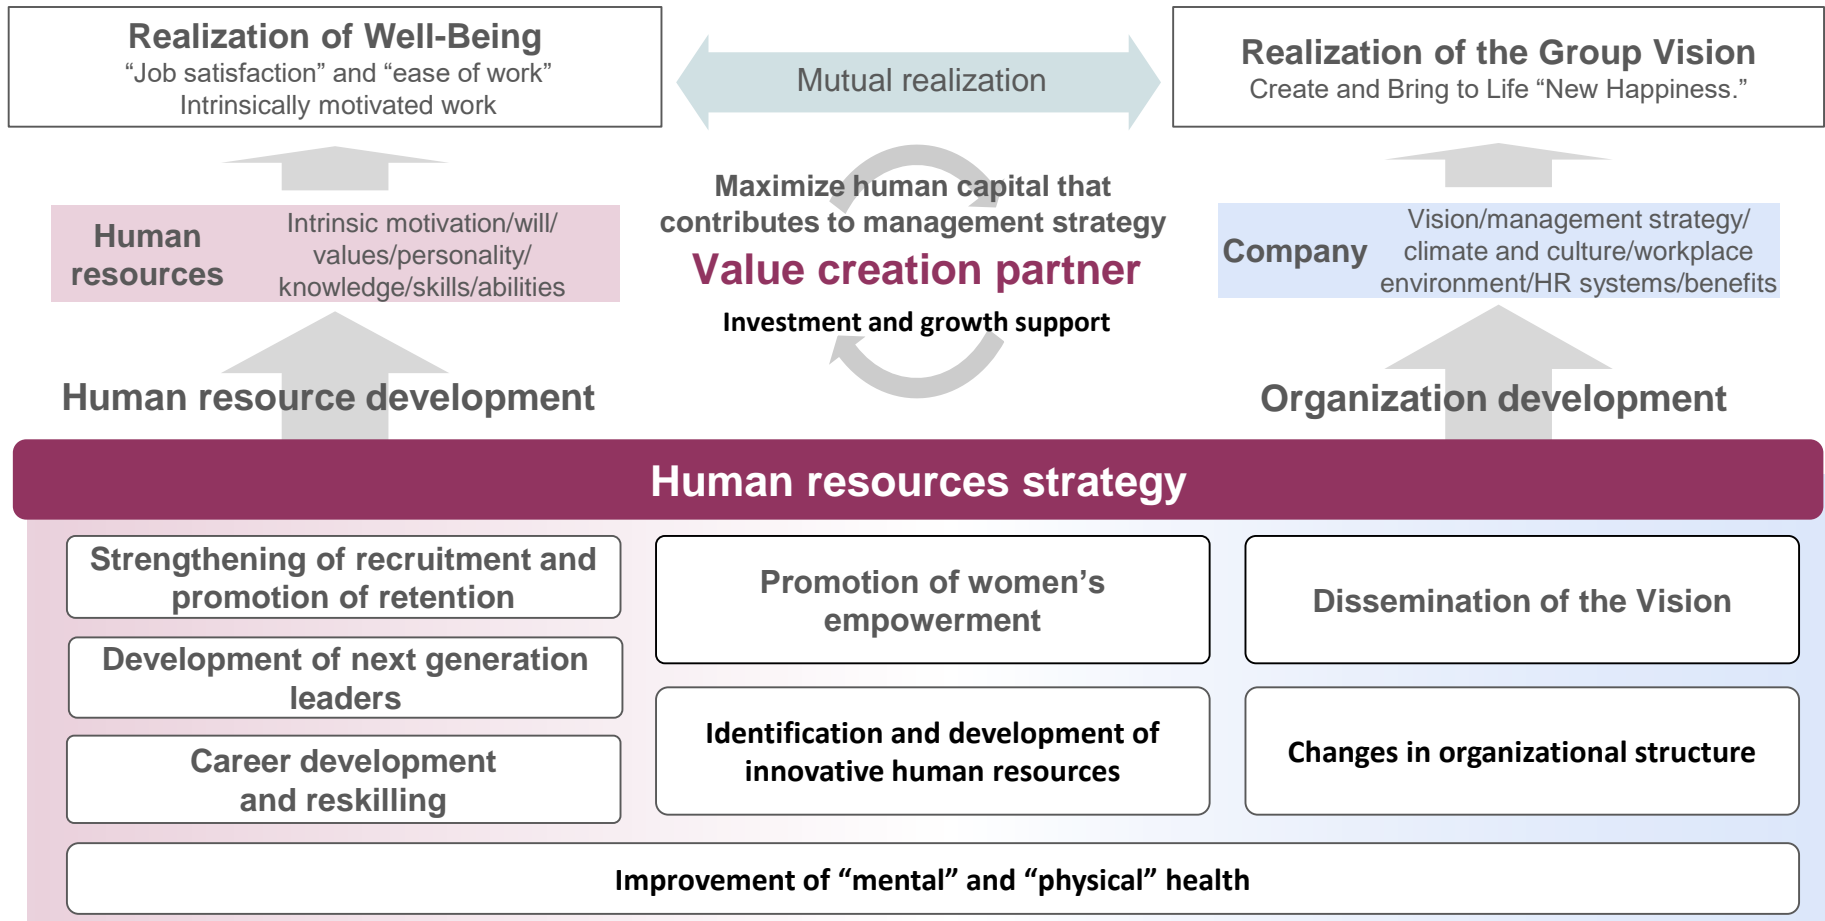 Realization of Well-Being
“Job satisfaction” and “ease of work”
Intrinsically motivated work
Mutual realization
Realization of the Group Vision
Create and Bring to Life “New Happiness.”
Human
resources
Intrinsic motivation/will/
values/personality/
knowledge/skills/abilities
Maximize human capital that
contributes to management strategy
Value creation partner
Investment and growth support
Company
Vision/management strategy/
climate and culture/workplace
environment/HR systems/benefits
Human resource development
Organization development
Human resources strategy
Strengthening of recruitment and
promotion of retention
Development of next generation
leaders
Career development
and reskilling
Promotion of women’s
empowerment
Identification and development of
innovative human resources
Dissemination of the Vision
Changes in organizational structure
Improvement of “mental” and “physical” health